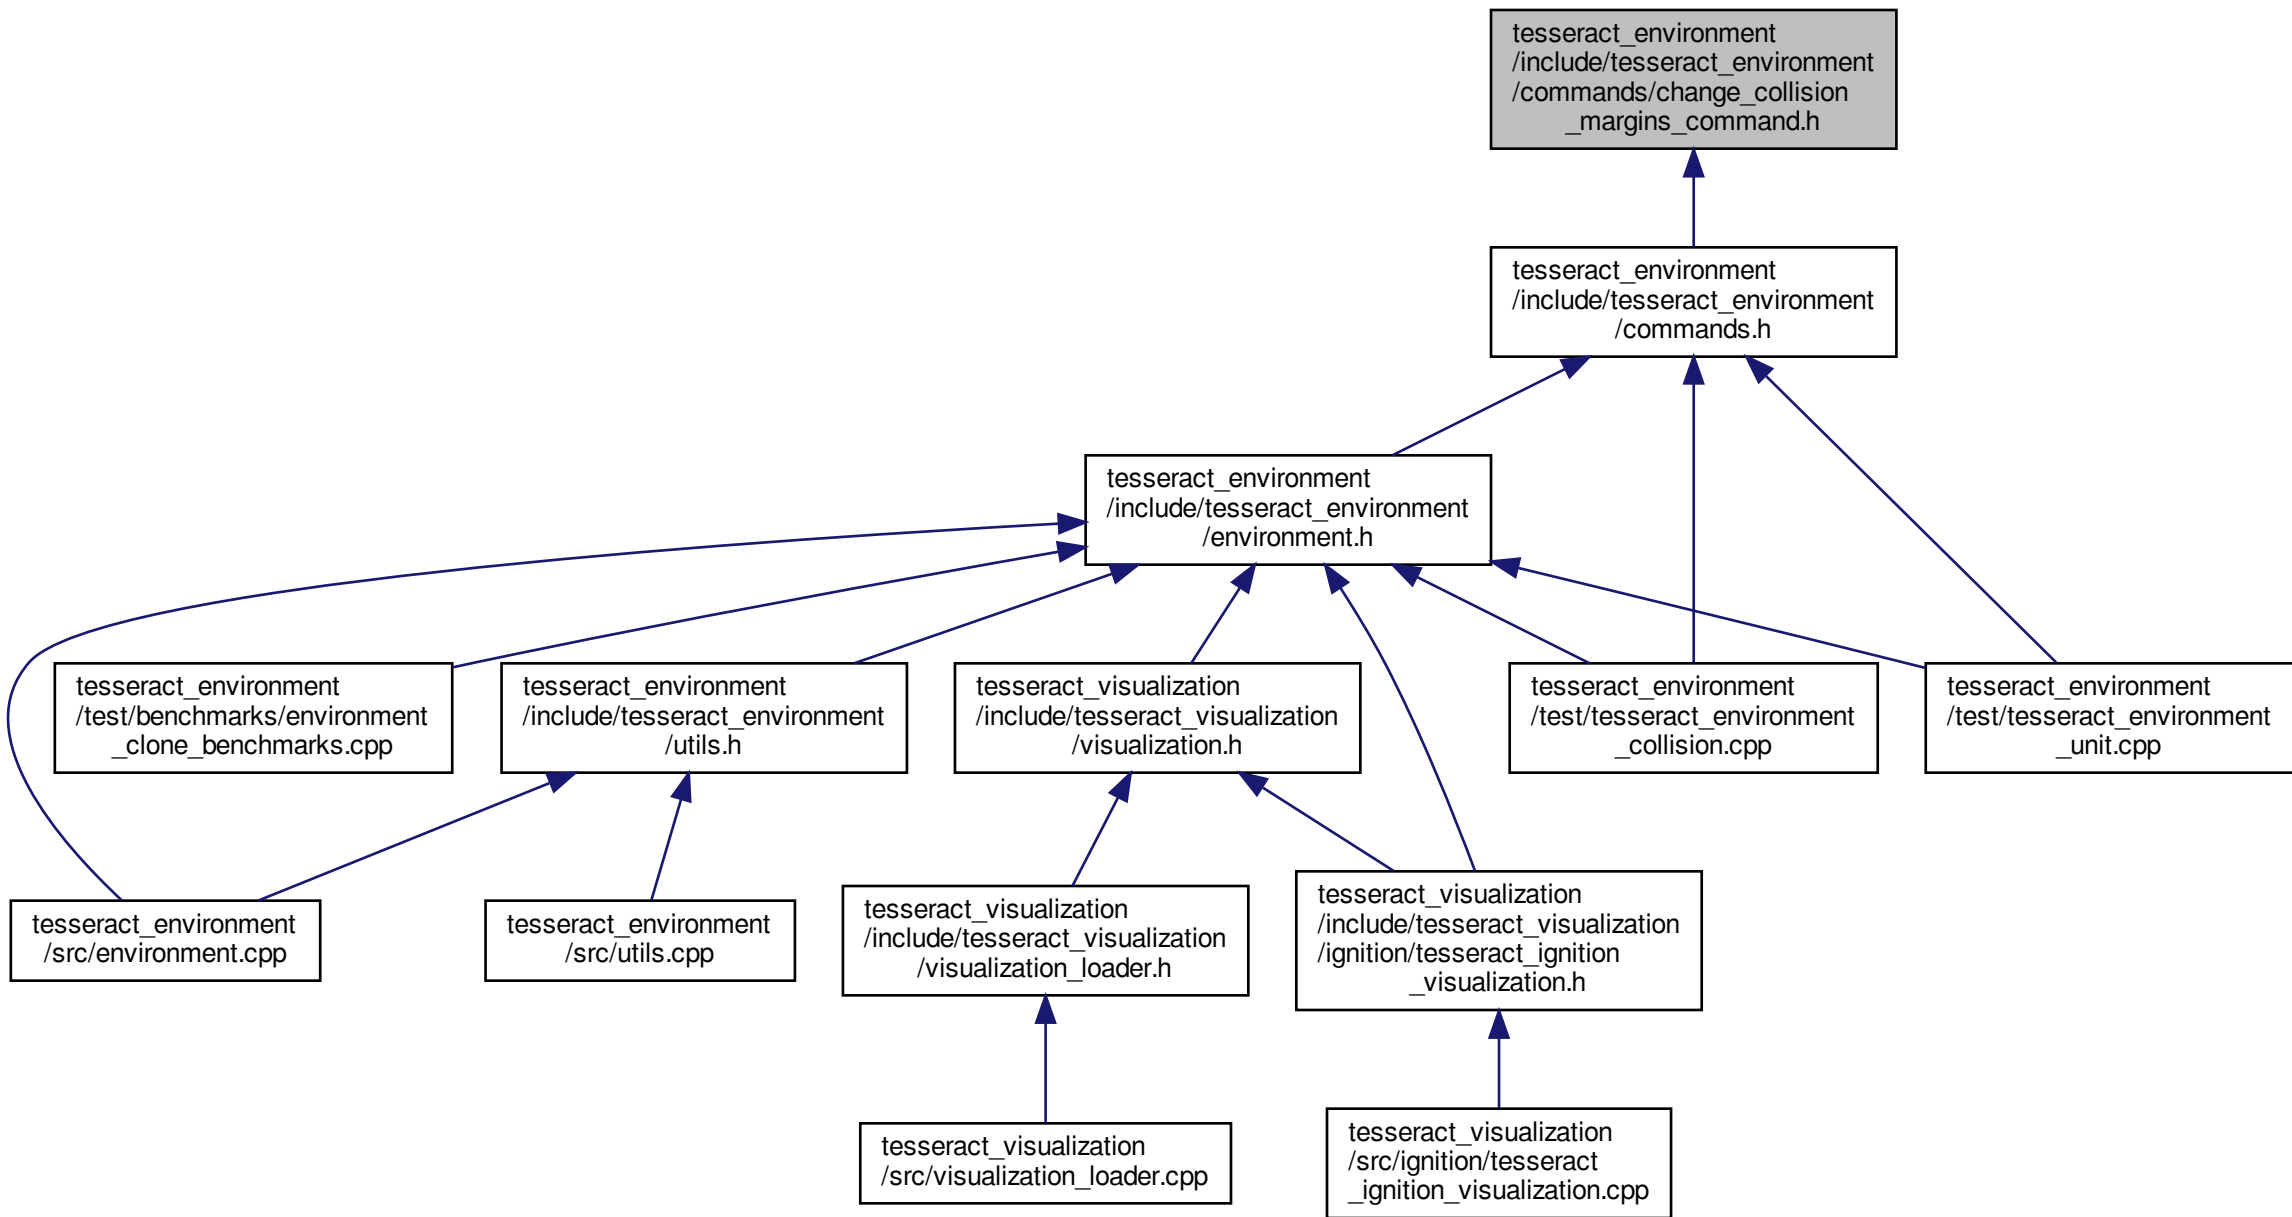 tesseract_environment
/include/tesseract_environment
/commands/change_collision
_margins_command.h
tesseract_environment
/include/tesseract_environment
/commands.h
tesseract_environment
/include/tesseract_environment
/environment.h
tesseract_environment
/test/benchmarks/environment
_clone_benchmarks.cpp
tesseract_environment
/include/tesseract_environment
/utils.h
tesseract_visualization
/include/tesseract_visualization
/visualization.h
tesseract_environment
/test/tesseract_environment
_collision.cpp
tesseract_environment
/test/tesseract_environment
_unit.cpp
tesseract_environment
/src/environment.cpp
tesseract_environment
/src/utils.cpp
tesseract_visualization
/include/tesseract_visualization
/visualization_loader.h
tesseract_visualization
/include/tesseract_visualization
/ignition/tesseract_ignition
_visualization.h
tesseract_visualization
/src/visualization_loader.cpp
tesseract_visualization
/src/ignition/tesseract
_ignition_visualization.cpp